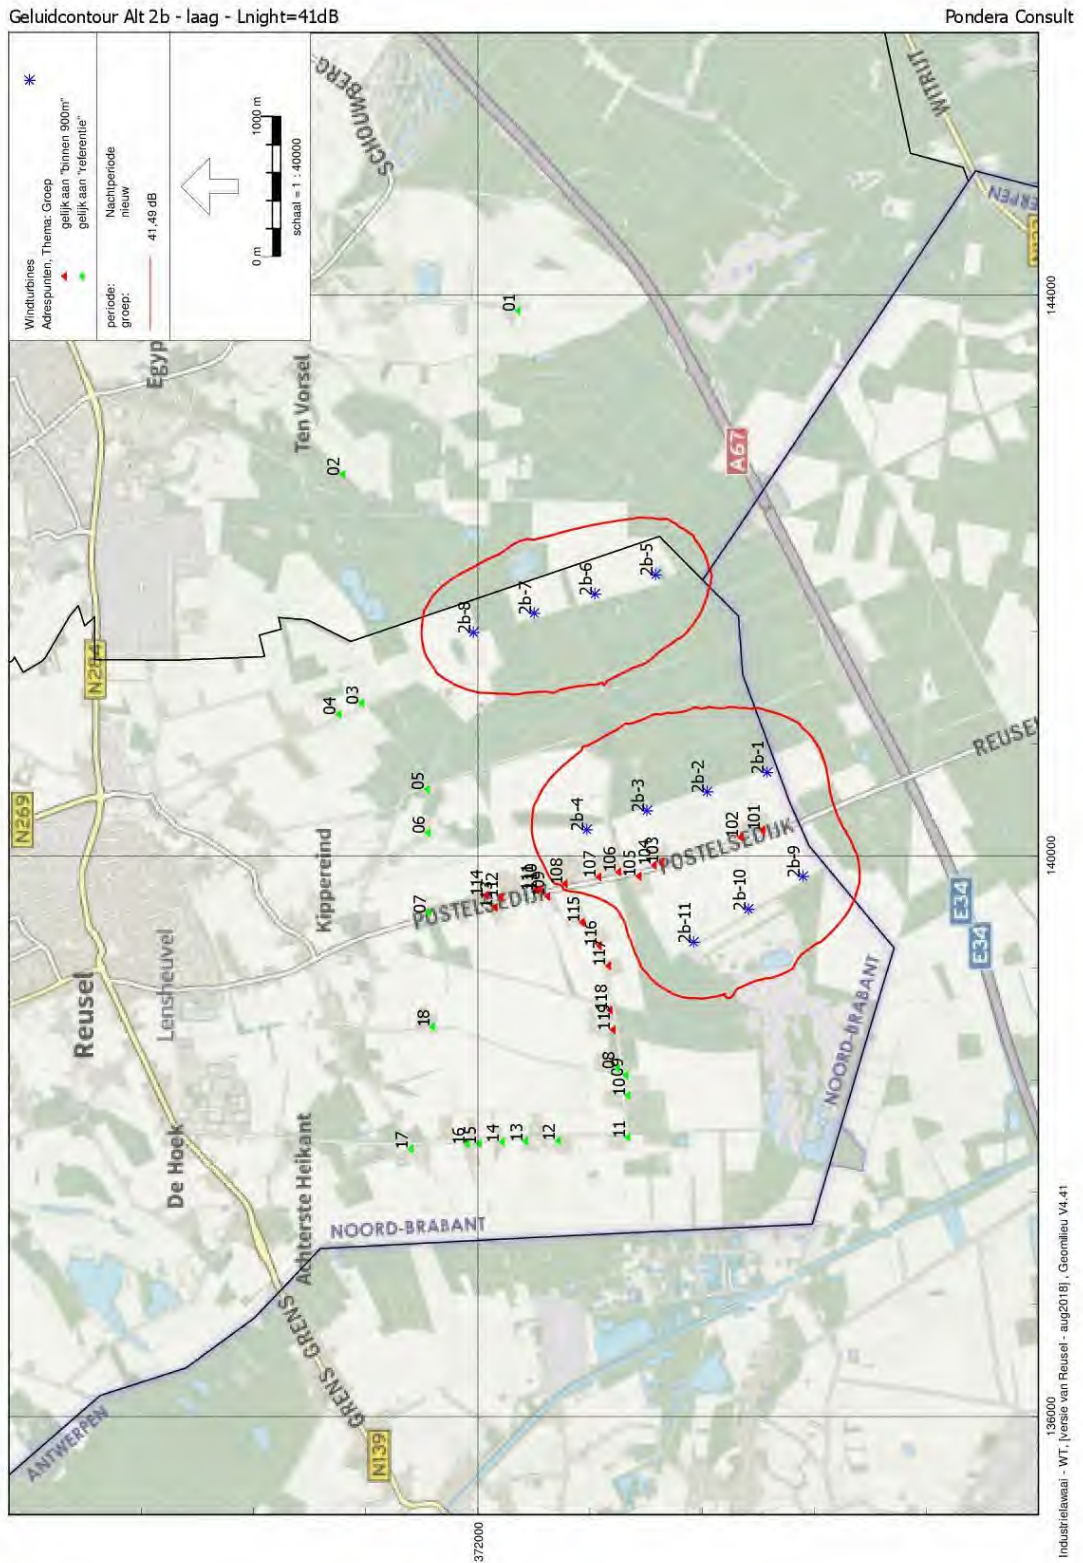 Geluidcontour Alt 2b - laag - Lnight=41dB
Pondera Consult
Windturbines
Adrespunten, Thema: Groep
gelijk aan "binnen 900m"
gelijk aan "referentie"
periode: Nachtperiode
groep: nieuw
41,49 dB
0 m 1000 m
schaal = 1 : 40000
SCHOUWBERG
WITRIJT
N269
N284
Egyp
Ten Vorsel
01
02
03
04
05
06
07
08
09
10
11
12
13
14
15
16
17
18
101
102
103
104
105
106
107
108
109
110
111
112
113
114
115
116
117
118
119
2b-1
2b-2
2b-3
2b-4
2b-5
2b-6
2b-7
2b-8
2b-9
2b-10
2b-11
A67
E34
E34
REUSEL
POSTELSEDIJK
POSTELSEDIJK
Kippereind
Lensheuvel
Reusel
De Hoek
Achterste Heikant
NOORD-BRABANT
NOORD-BRABANT
GRENS
GRENS
ANTWERPEN
N139
144000
140000
136000
372000
Industrielawaai - WT, [versie van Reusel - aug2018] , Geomilieu V4.41